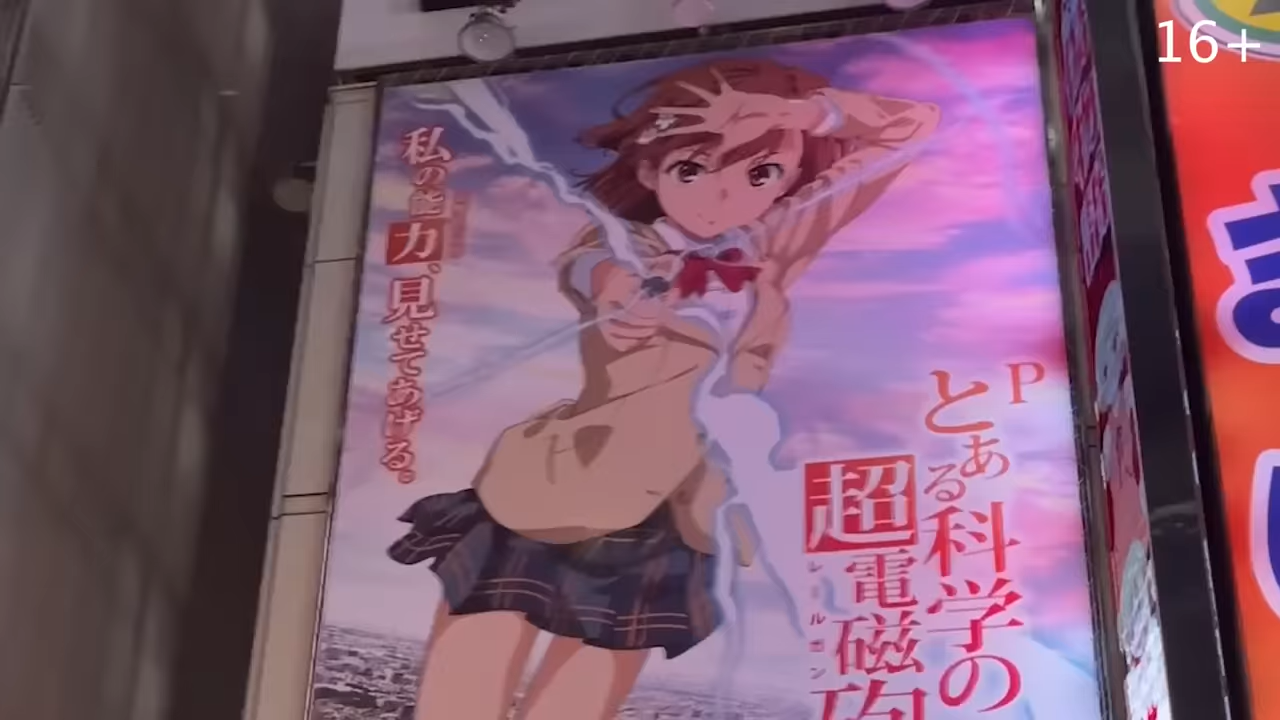 16+
私の能力、見せてあげる。
P
とある科学の
超電磁砲
レールガン